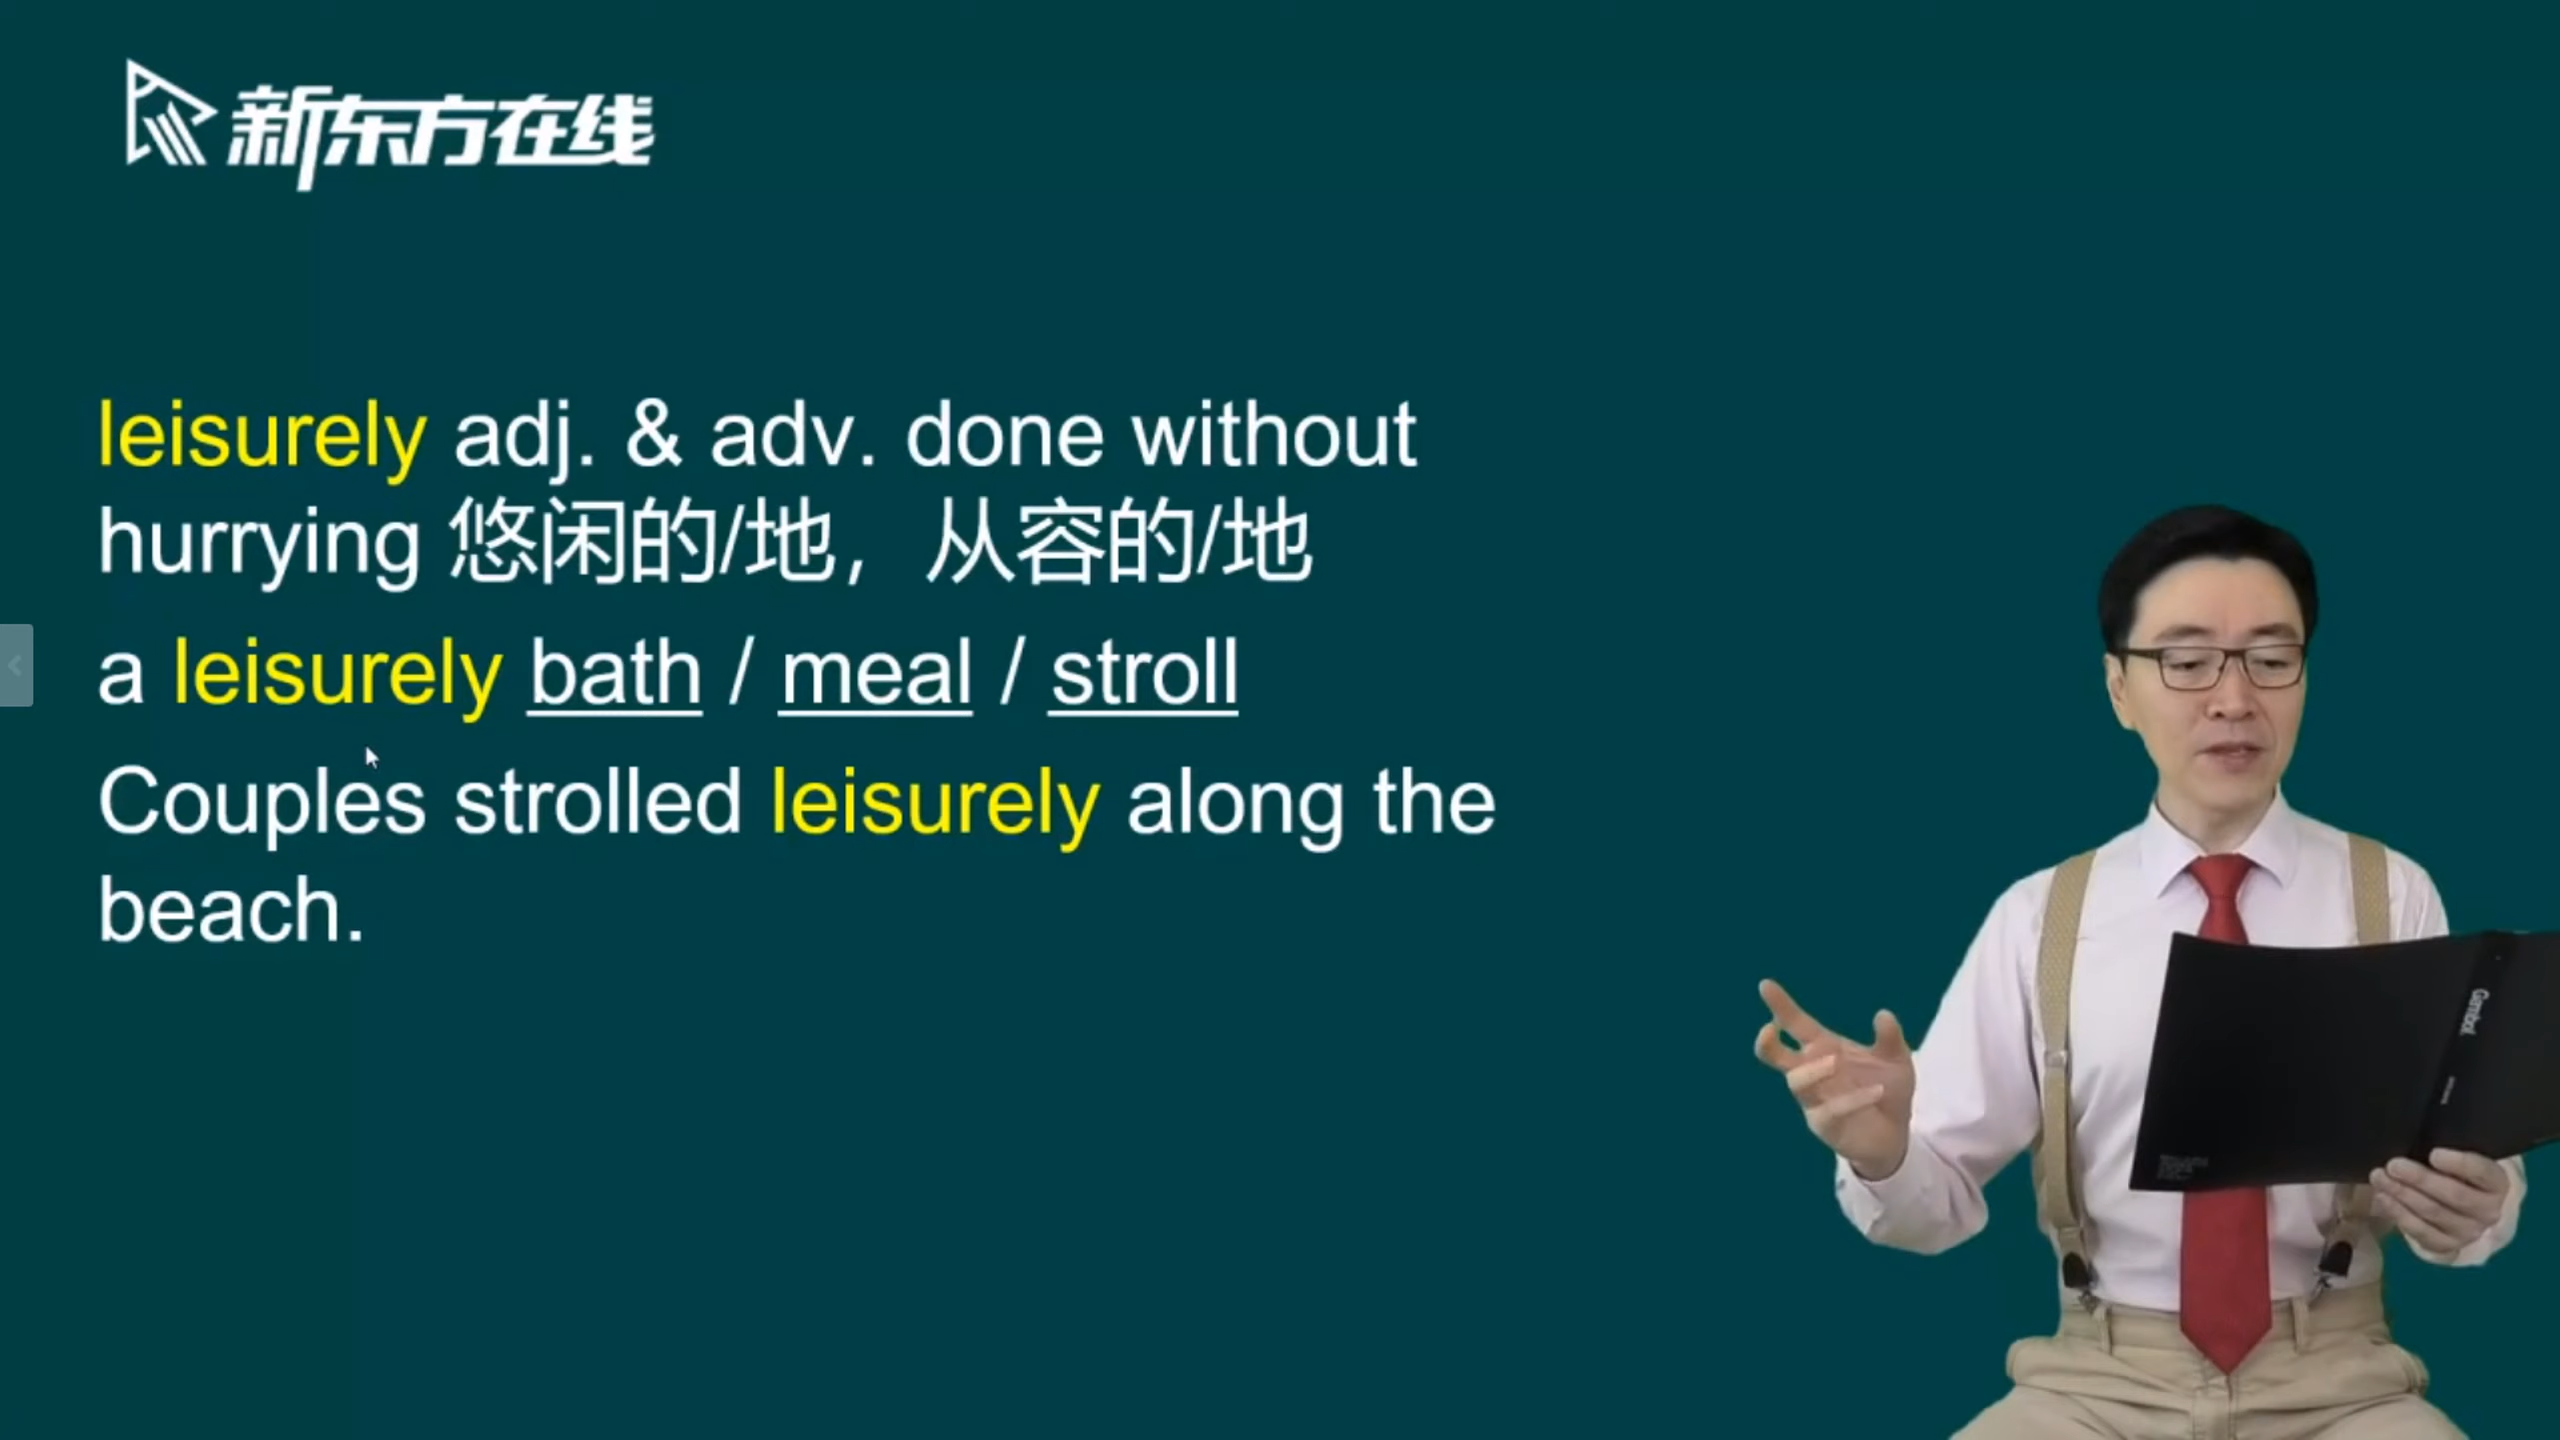 新东方在线
leisurely adj. & adv. done without
hurrying 悠闲的/地，从容的/地
a leisurely bath / meal / stroll
Couples strolled leisurely along the
beach.
Gambol